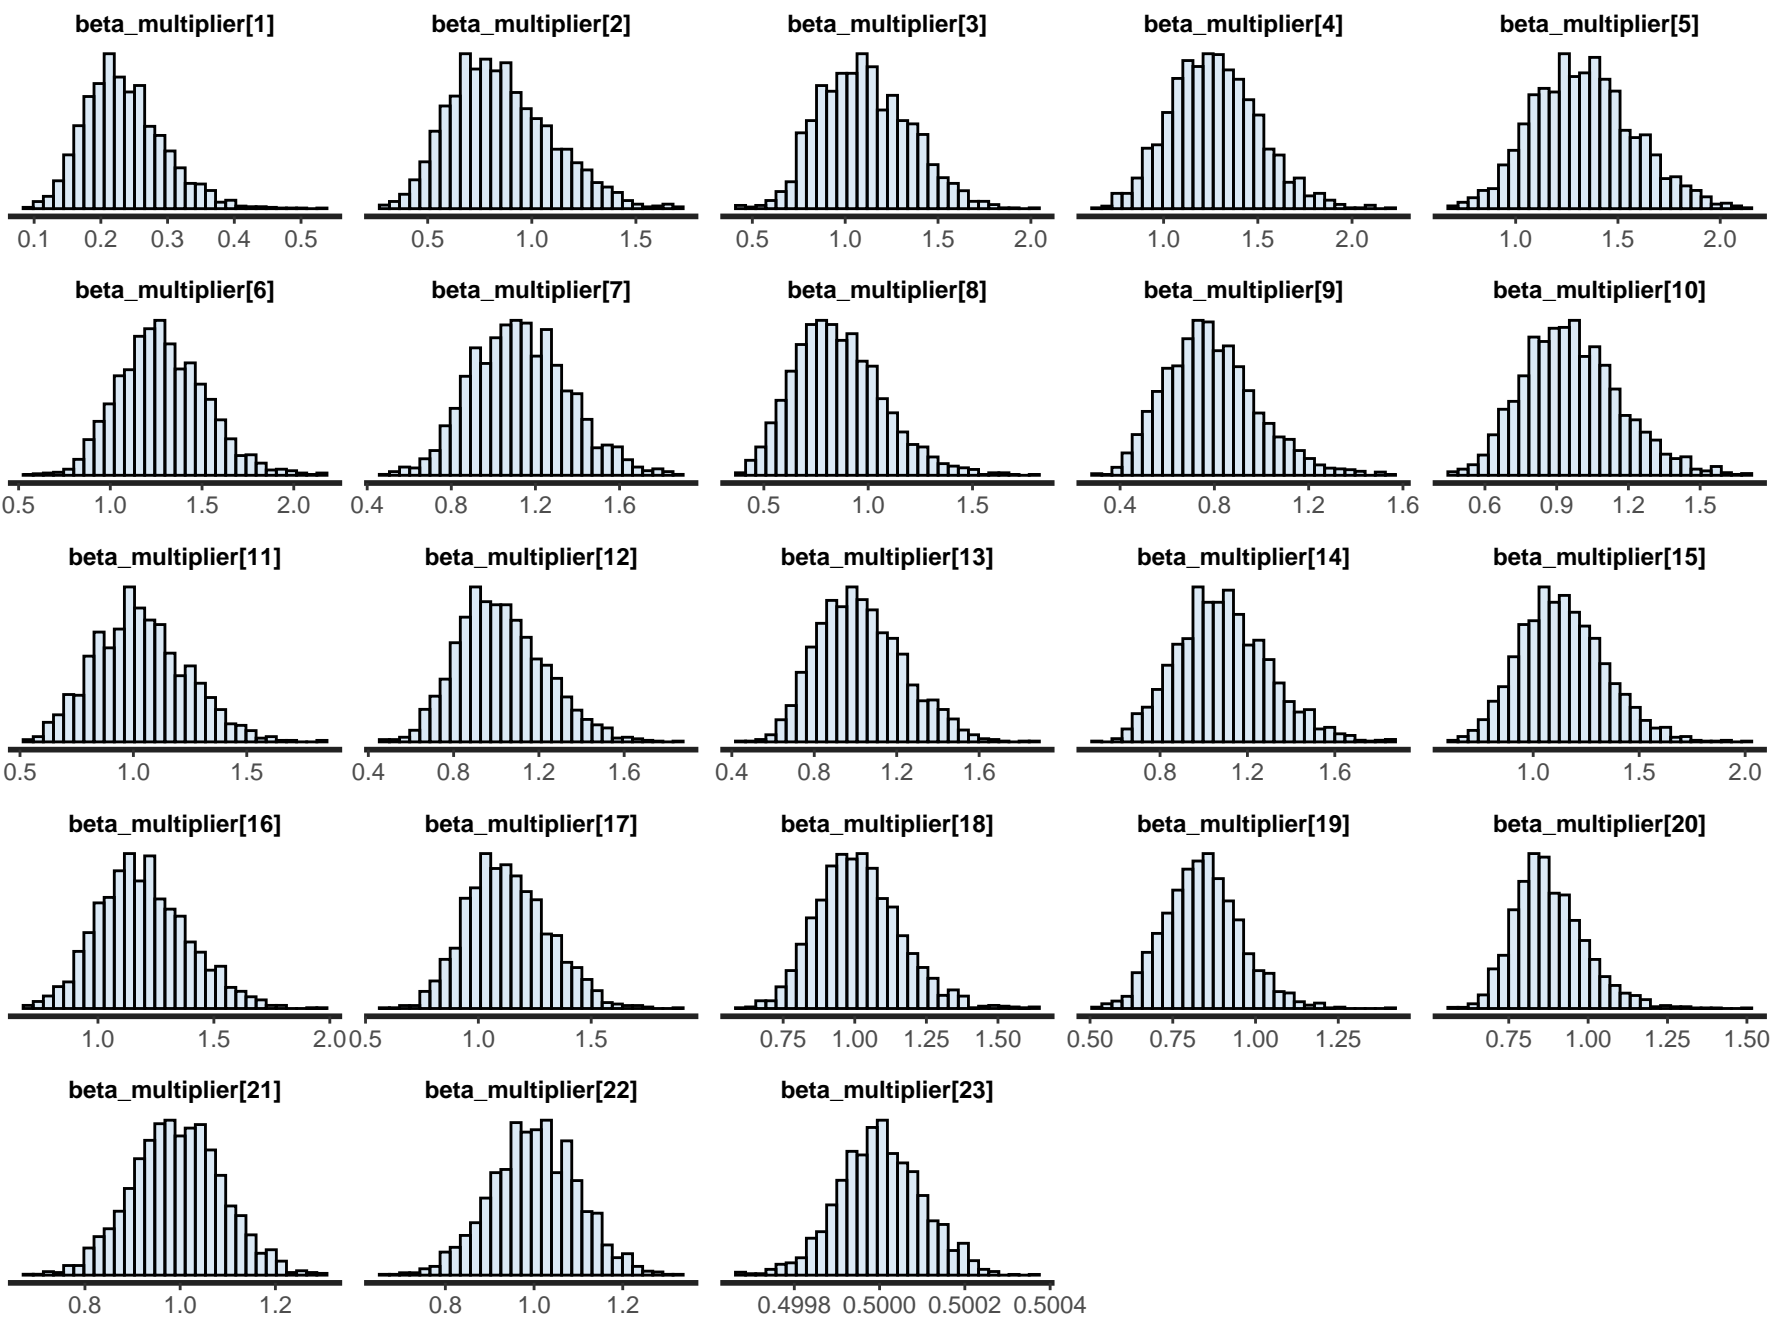 beta_multiplier[1] beta_multiplier[2] beta_multiplier[3] beta_multiplier[4] beta_multiplier[5]
0.1 0.2 0.3 0.4 0.5 0.5 1.0 1.5 0.5 1.0 1.5 2.0 1.0 1.5 2.0 1.0 1.5 2.0
beta_multiplier[6] beta_multiplier[7] beta_multiplier[8] beta_multiplier[9] beta_multiplier[10]
0.5 1.0 1.5 2.0 0.4 0.8 1.2 1.6 0.5 1.0 1.5 0.4 0.8 1.2 1.6 0.6 0.9 1.2 1.5
beta_multiplier[11] beta_multiplier[12] beta_multiplier[13] beta_multiplier[14] beta_multiplier[15]
0.5 1.0 1.5 0.4 0.8 1.2 1.6 0.4 0.8 1.2 1.6 0.8 1.2 1.6 1.0 1.5 2.0
beta_multiplier[16] beta_multiplier[17] beta_multiplier[18] beta_multiplier[19] beta_multiplier[20]
1.0 1.5 2.0 0.5 1.0 1.5 0.75 1.00 1.25 1.50 0.50 0.75 1.00 1.25 0.75 1.00 1.25 1.50
beta_multiplier[21] beta_multiplier[22] beta_multiplier[23]
0.8 1.0 1.2 0.8 1.0 1.2 0.4998 0.5000 0.5002 0.5004